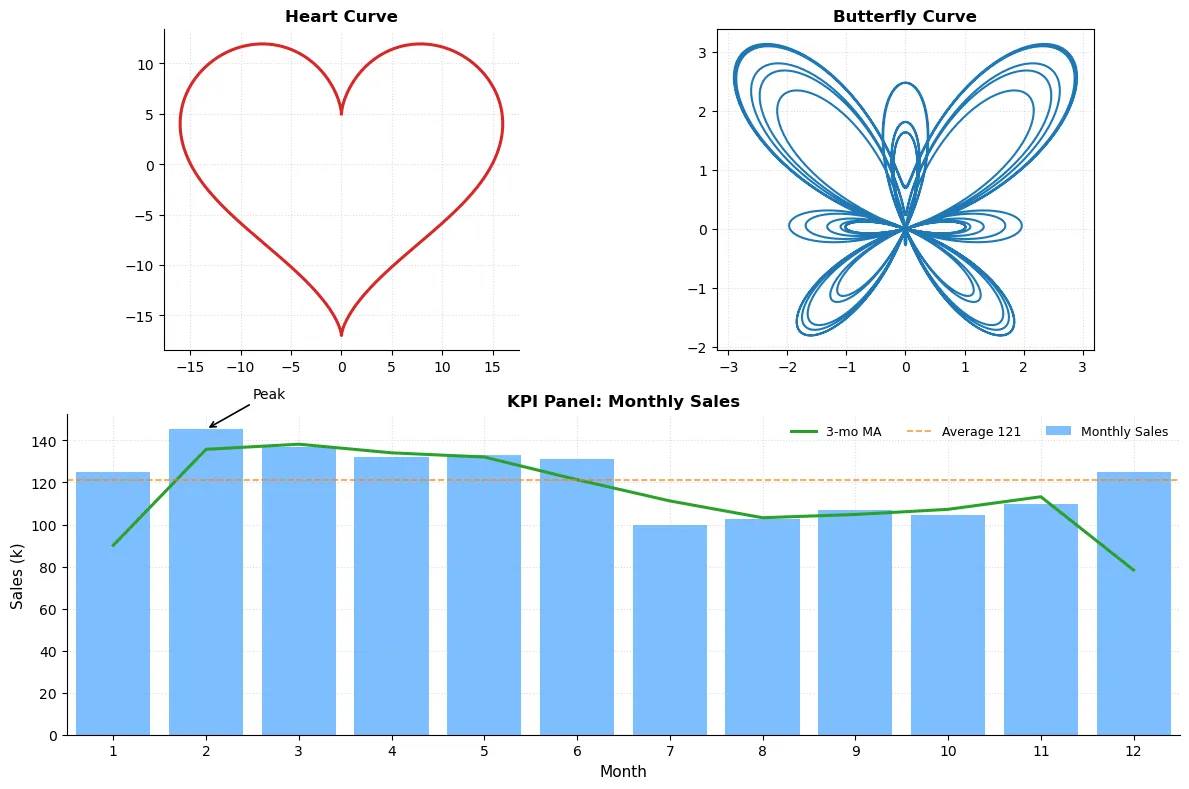 Heart Curve
10
5
0
−5
−10
−15
−15 −10 −5 0 5 10 15
Butterfly Curve
3
2
1
0
−1
−2
−3 −2 −1 0 1 2 3
Peak
KPI Panel: Monthly Sales
3-mo MA Average 121 Monthly Sales
Sales (k)
140
120
100
80
60
40
20
0
1 2 3 4 5 6 7 8 9 10 11 12
Month